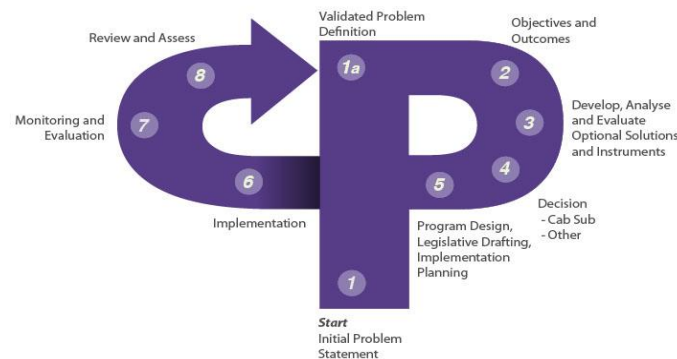 Validated Problem
Definition
Objectives and
Outcomes
Review and Assess
1a
8
2
Monitoring and
Evaluation
7
3
Develop, Analyse
and Evaluate
Optional Solutions
and Instruments
4
6
5
Implementation
Program Design,
Legislative Drafting,
Implementation
Planning
Decision
- Cab Sub
- Other
1
Start
Initial Problem
Statement